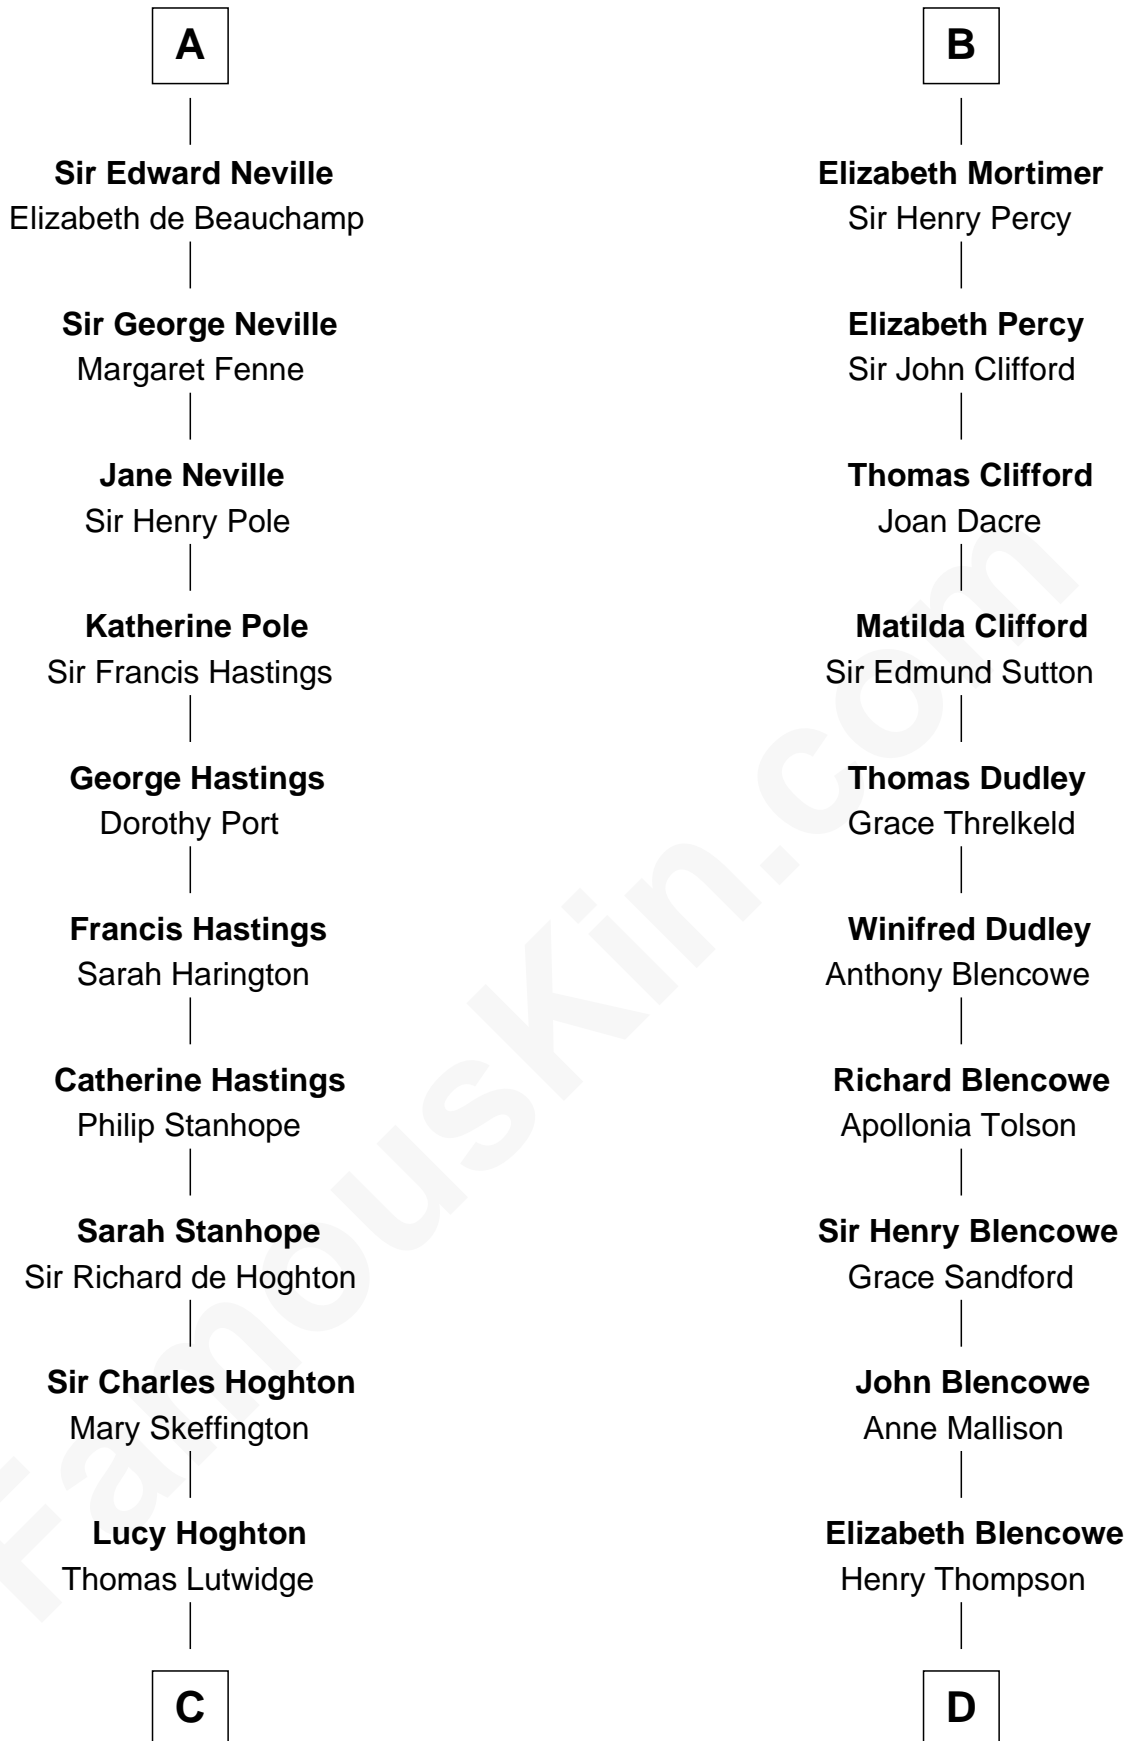 A
Sir Edward Neville
Elizabeth de Beauchamp
Sir George Neville
Margaret Fenne
Jane Neville
Sir Henry Pole
Katherine Pole
Sir Francis Hastings
George Hastings
Dorothy Port
Francis Hastings
Sarah Harington
Catherine Hastings
Philip Stanhope
Sarah Stanhope
Sir Richard de Hoghton
Sir Charles Hoghton
Mary Skeffington
Lucy Hoghton
Thomas Lutwidge
C
B
Elizabeth Mortimer
Sir Henry Percy
Elizabeth Percy
Sir John Clifford
Thomas Clifford
Joan Dacre
Matilda Clifford
Sir Edmund Sutton
Thomas Dudley
Grace Threlkeld
Winifred Dudley
Anthony Blencowe
Richard Blencowe
Apollonia Tolson
Sir Henry Blencowe
Grace Sandford
John Blencowe
Anne Mallison
Elizabeth Blencowe
Henry Thompson
D
FamousKin.com